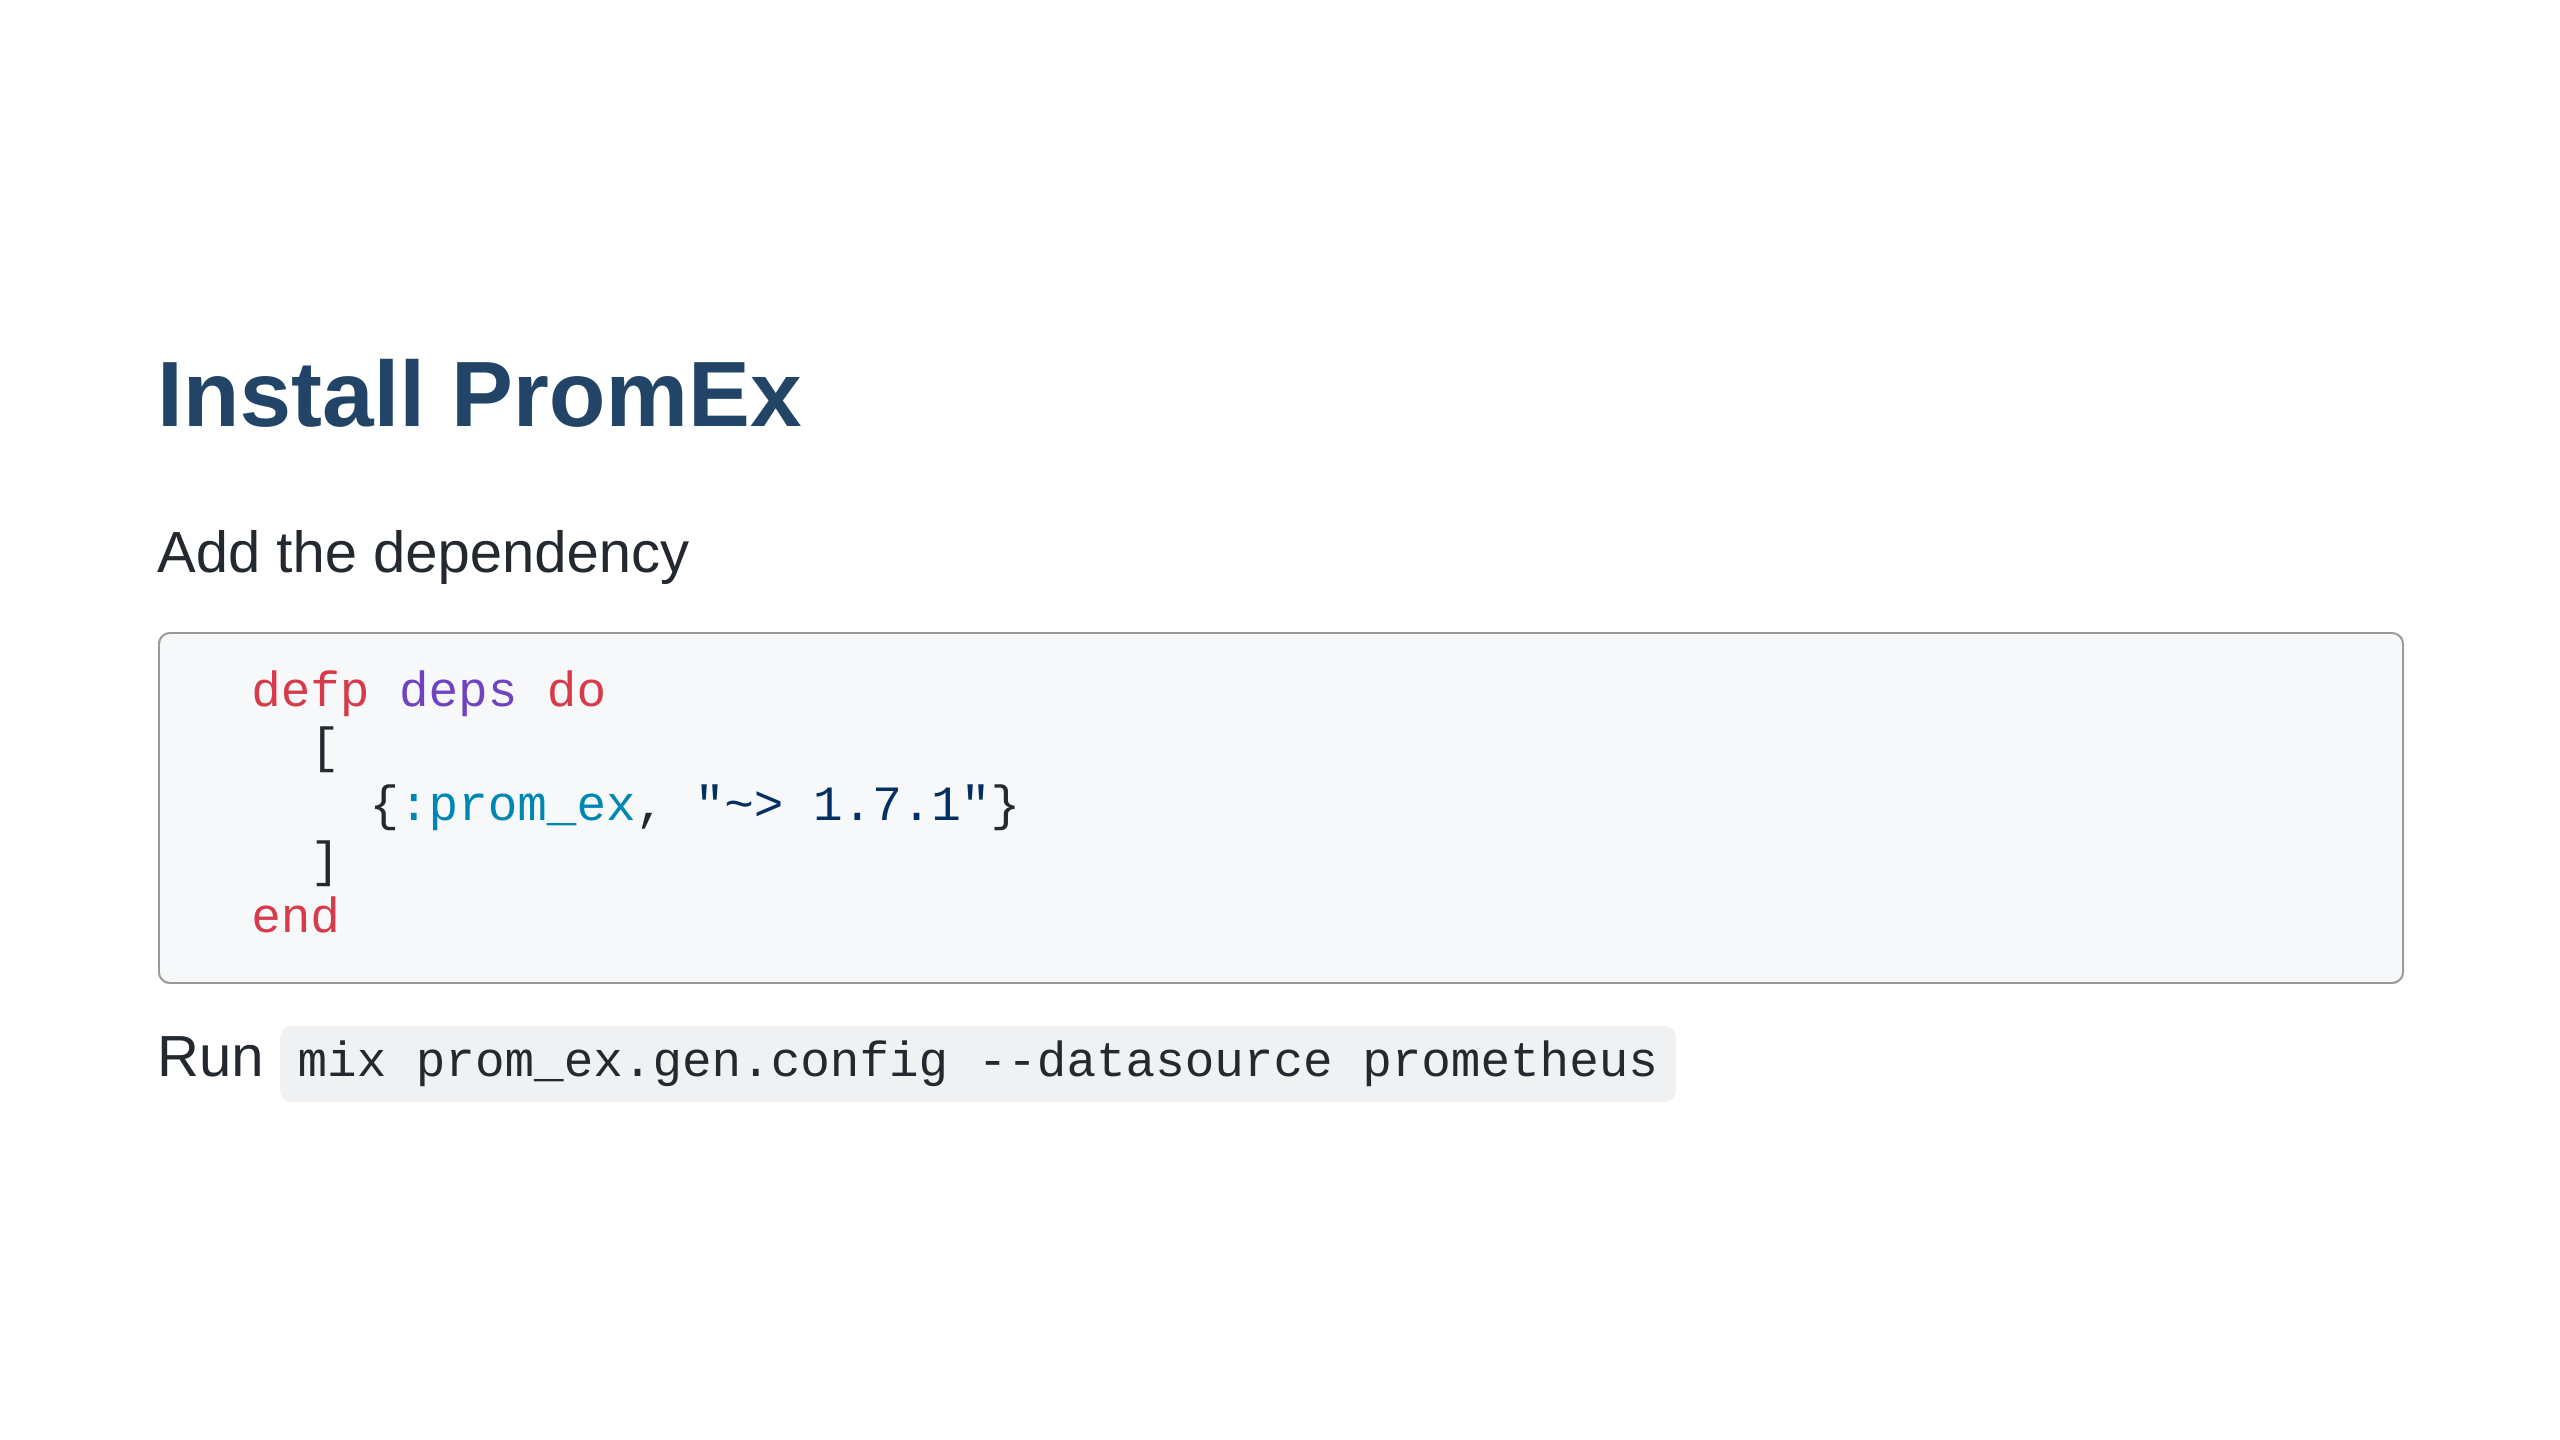 Install PromEx
Add the dependency
defp deps do
[
{:prom_ex, "~> 1.7.1"}
]
end
Run mix prom_ex.gen.config --datasource prometheus